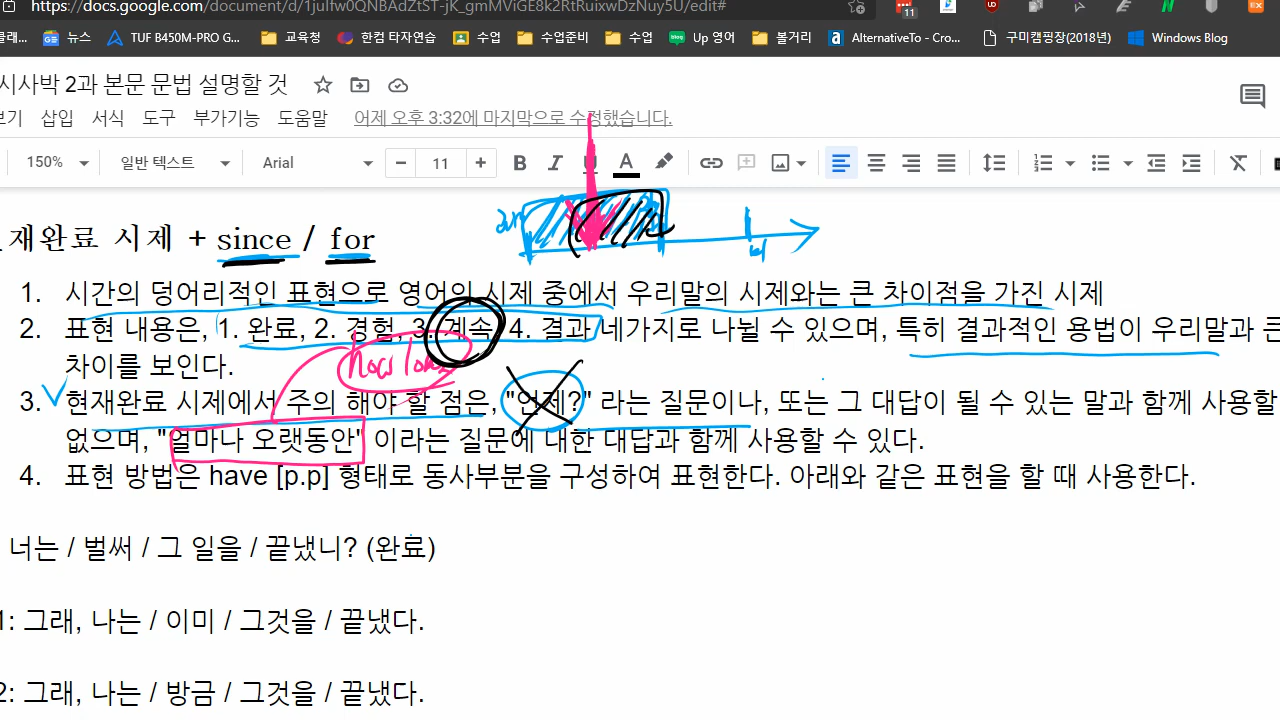 https://docs.google.com/document/d/1juIfw0QNBAdZtST-jK_gmMViGE8k2RtRuixwDzNuy5U/edit#
11
클래... 뉴스 TUF B450M-PRO G... 교육청 한컴 타자연습 수업 수업준비 수업 Up 영어 볼거리 AlternativeTo - Cro... 구미캠핑장(2018년) Windows Blog
시사박 2과 본문 문법 설명할 것
보기 삽입 서식 도구 부가기능 도움말 어제 오후 3:32에 마지막으로 수정했습니다.
150% 일반 텍스트 Arial 11 B I U A
현재완료 시제 + since / for
1. 시간의 덩어리적인 표현으로 영어의 시제 중에서 우리말의 시제와는 큰 차이점을 가진 시제
2. 표현 내용은, 1. 완료, 2. 경험, 3. 계속 4. 결과 네가지로 나뉠 수 있으며, 특히 결과적인 용법이 우리말과 큰
차이를 보인다.
how long
3. 현재완료 시제에서 주의 해야 할 점은, "언제?" 라는 질문이나, 또는 그 대답이 될 수 있는 말과 함께 사용할
없으며, "얼마나 오랫동안" 이라는 질문에 대한 대답과 함께 사용할 수 있다.
4. 표현 방법은 have [p.p] 형태로 동사부분을 구성하여 표현한다. 아래와 같은 표현을 할 때 사용한다.
너는 / 벌써 / 그 일을 / 끝냈니? (완료)
1: 그래, 나는 / 이미 / 그것을 / 끝냈다.
2: 그래, 나는 / 방금 / 그것을 / 끝냈다.